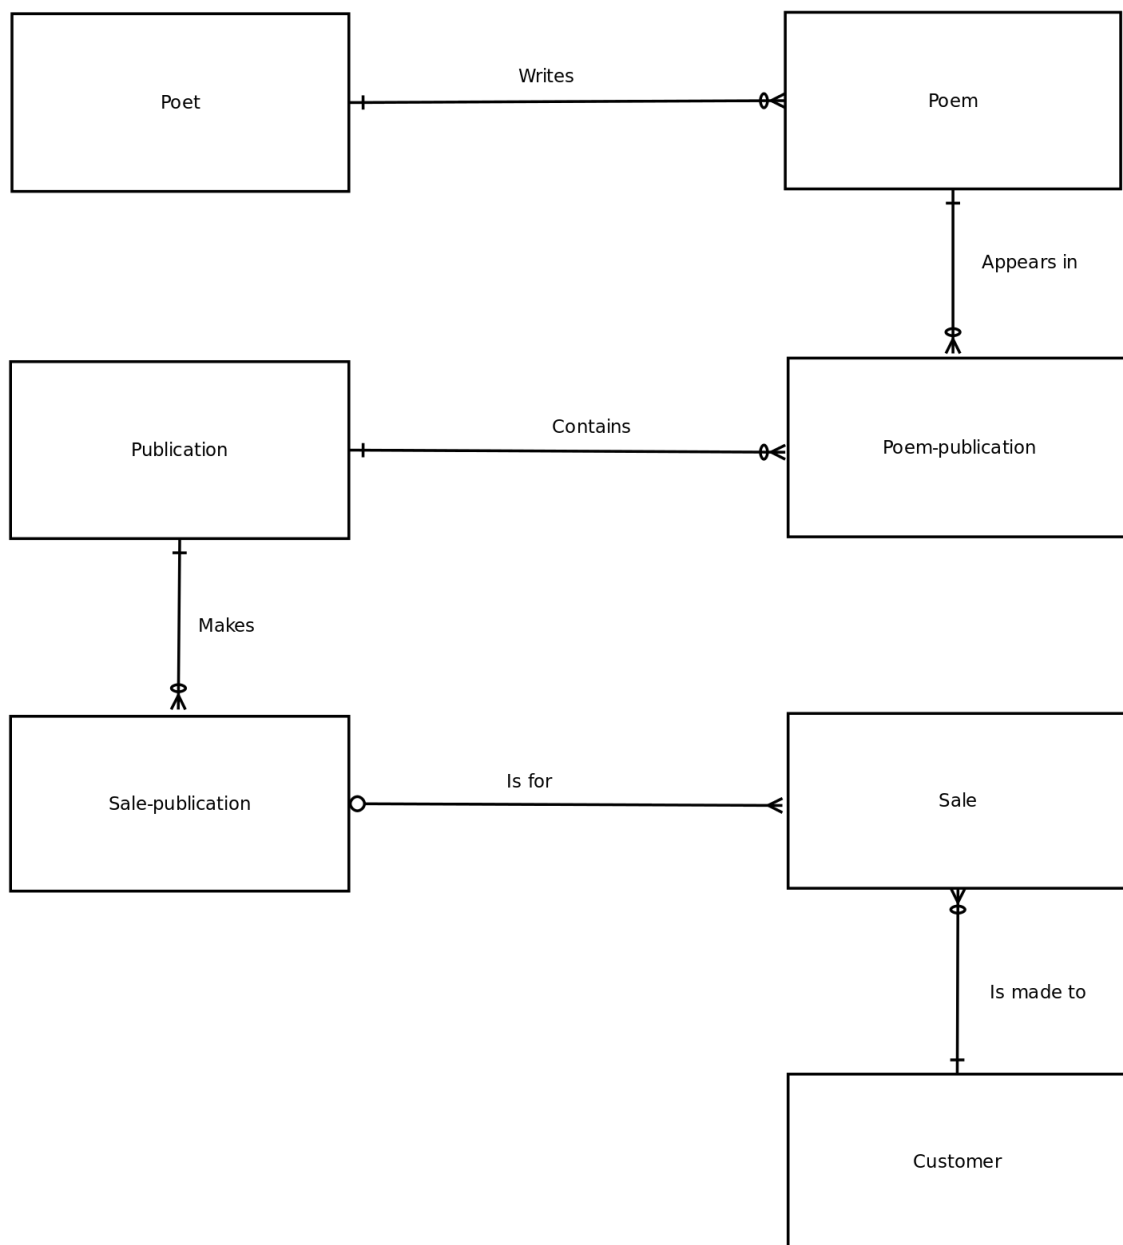 Poet
Writes
Poem
Appears in
Publication
Contains
Poem-publication
Makes
Sale-publication
Is for
Sale
Is made to
Customer